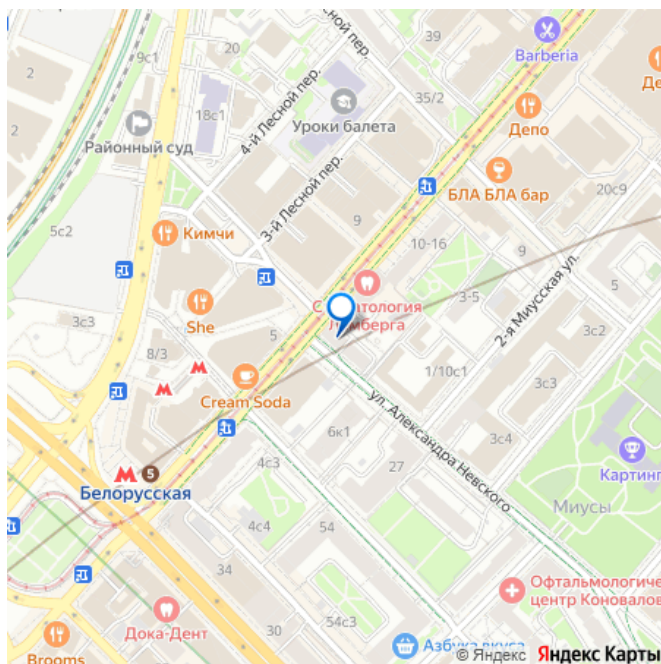 39
Barberia
20
9с1
2
35/2
4-й Лесной пер.
Уроки балета
18с1
Районный суд
Депо
3-й Лесной пер.
БЛА БЛА бар
20с9
2
5с2
Кимчи
9
10-16
9
5
3-5
2-я Миусская ул.
3с3
She
5
3с2
8/3
1/10с1
3с3
Cream Soda
ул. Александра Невского
6к1
3с4
Картинг
5
Белорусская
4с3
27
Миусы
4с4
54
34
Офтальмологиче
центр Коновалов
Дока-Дент
30
54с3
Азбука вкуса
Brooms
© Яндекс Яндекс Карты